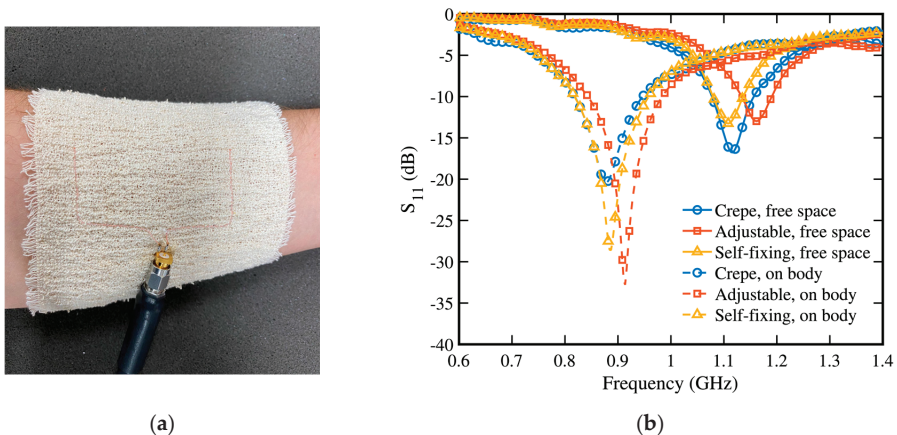 0
-5
-10
-15
-20
-25
-30
-35
-40
S11 (dB)
Crepe, free space
Adjustable, free space
Self-fixing, free space
Crepe, on body
Adjustable, on body
Self-fixing, on body
0.6 0.7 0.8 0.9 1 1.1 1.2 1.3 1.4
Frequency (GHz)
(a) (b)